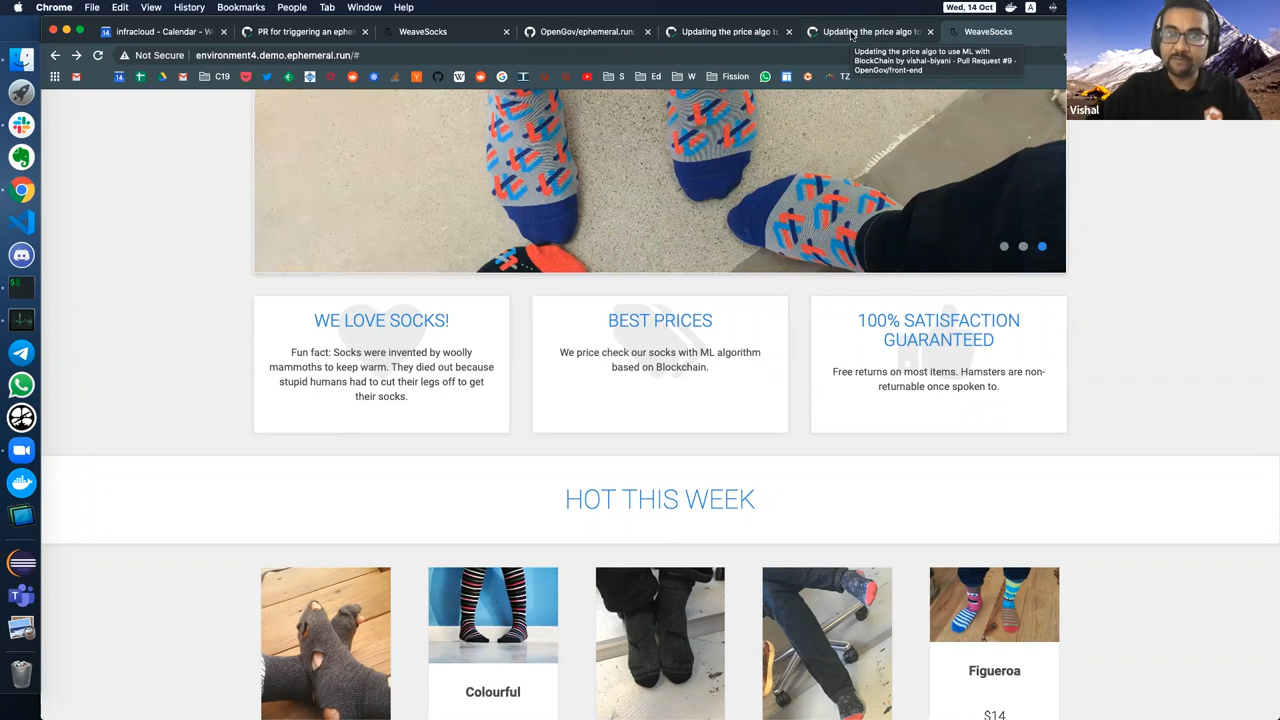 Chrome File Edit View History Bookmarks People Tab Window Help
Wed, 14 Oct
infracloud - Calendar - W
PR for triggering an ephem
WeaveSocks
OpenGov/ephemeral.run:
Updating the price algo to
Updating the price algo to
WeaveSocks
Not Secure
environment4.demo.ephemeral.run/#
Updating the price algo to use ML with
BlockChain by vishal-biyani · Pull Request #9 ·
OpenGov/front-end
C19
S
Ed
W
Fission
TZ
Vishal
WE LOVE SOCKS!
Fun fact: Socks were invented by woolly
mammoths to keep warm. They died out because
stupid humans had to cut their legs off to get
their socks.
BEST PRICES
We price check our socks with ML algorithm
based on Blockchain.
100% SATISFACTION
GUARANTEED
Free returns on most items. Hamsters are non-
returnable once spoken to.
HOT THIS WEEK
Colourful
Figueroa
$14